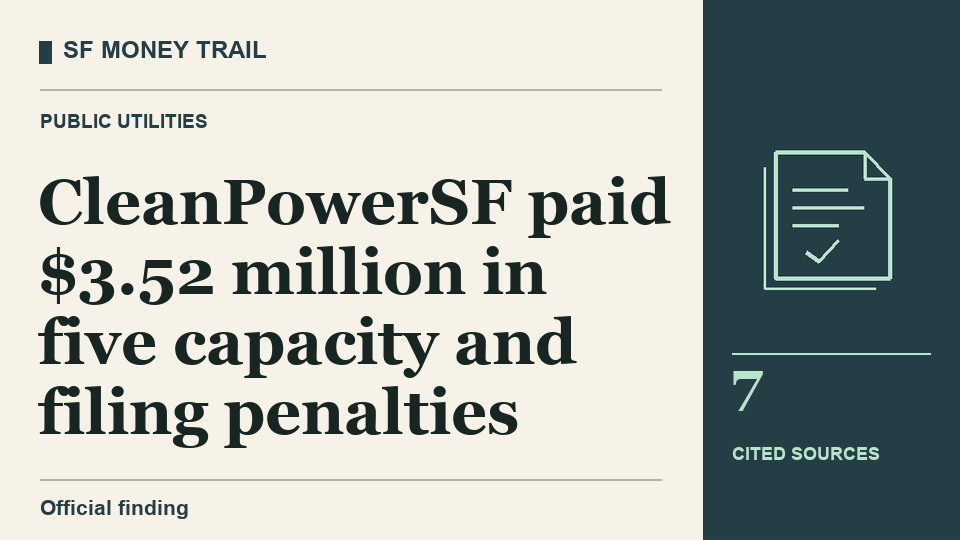 SF MONEY TRAIL
PUBLIC UTILITIES
CleanPowerSF paid
$3.52 million in
five capacity and
filing penalties
Official finding
7
CITED SOURCES